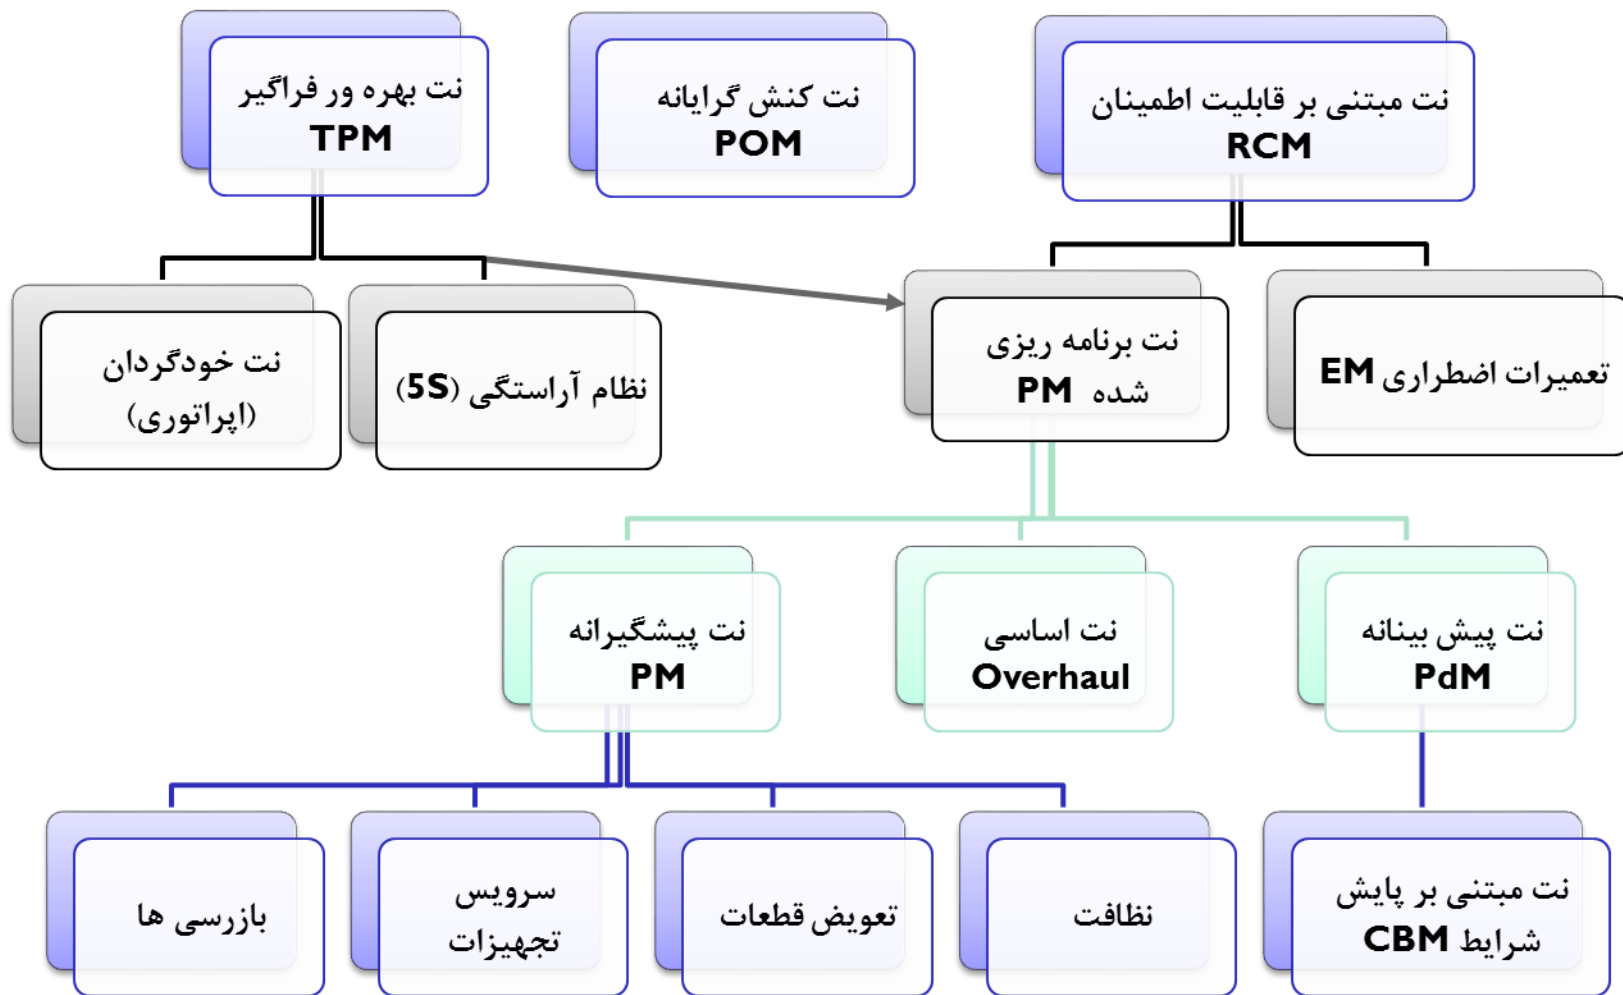 نت مبتنی بر قابلیت اطمینان
RCM
نت کنش گرایانه
POM
نت بهره ور فراگیر
TPM
تعمیرات اضطراری EM
نت برنامه ریزی
شده PM
نظام آراستگی (5S)
نت خودگردان
(اپراتوری)
نت پیش بینانه
PdM
نت اساسی
Overhaul
نت پیشگیرانه
PM
نت مبتنی بر پایش
شرایط CBM
نظافت
تعویض قطعات
سرویس
تجهیزات
بازرسی ها